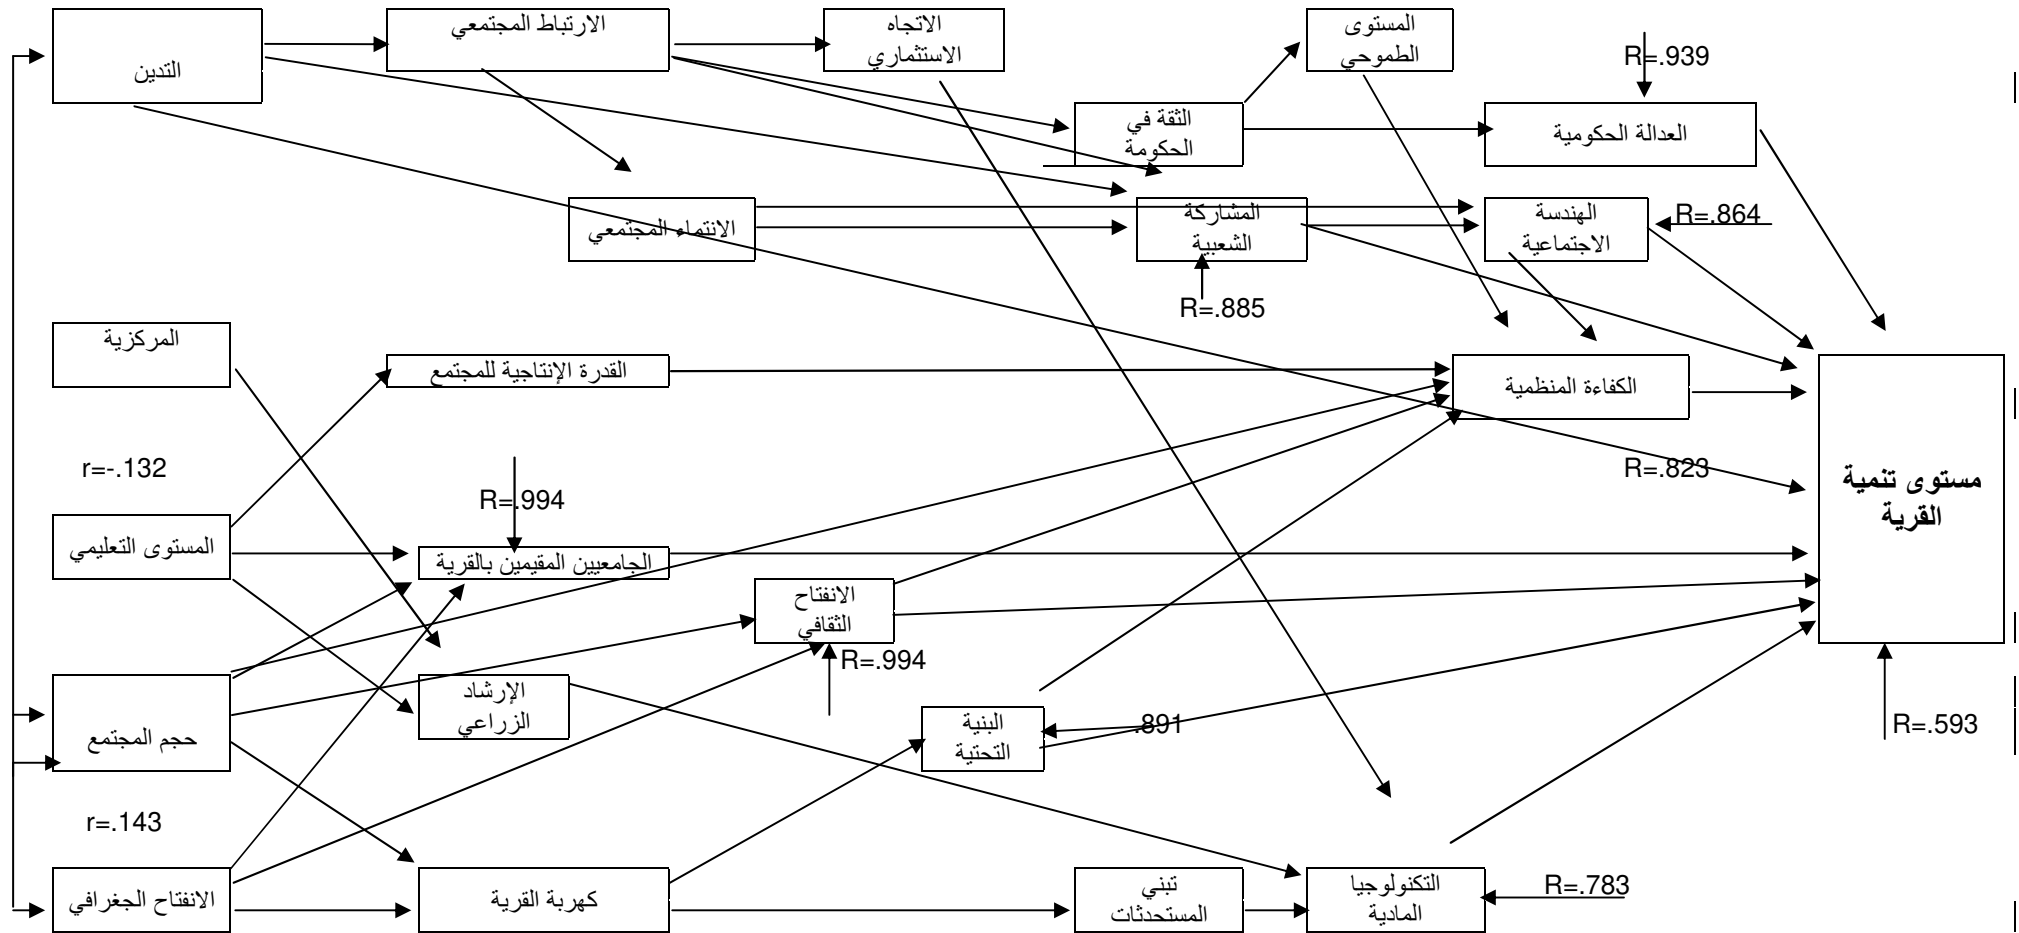 التدين
الارتباط المجتمعي
الاتجاه
الاستثماري
المستوى
الطموحي
R=.939
الثقة في
الحكومة
العدالة الحكومية
الانتماء المجتمعي
المشاركة
الشعبية
الهندسة
الاجتماعية
R=.864
R=.885
المركزية
القدرة الإنتاجية للمجتمع
الكفاءة المنظمية
r=-.132
R=.994
R=.823
مستوى تنمية
القرية
المستوى التعليمي
الجامعيين المقيمين بالقرية
الانفتاح
الثقافي
R=.994
حجم المجتمع
الإرشاد
الزراعي
البنية
التحتية
.891
R=.593
r=.143
الانفتاح الجغرافي
كهربة القرية
تبني
المستحدثات
التكنولوجيا
المادية
R=.783